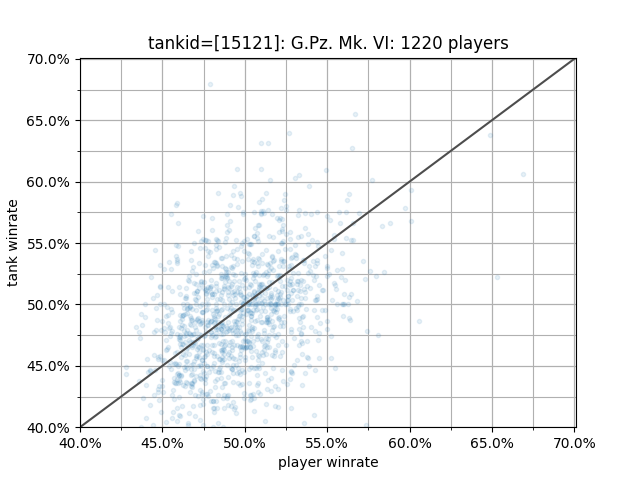 tankid=[15121]: G.Pz. Mk. VI: 1220 players
70.0%
65.0%
60.0%
55.0%
50.0%
45.0%
40.0%
tank winrate
40.0% 45.0% 50.0% 55.0% 60.0% 65.0% 70.0%
player winrate